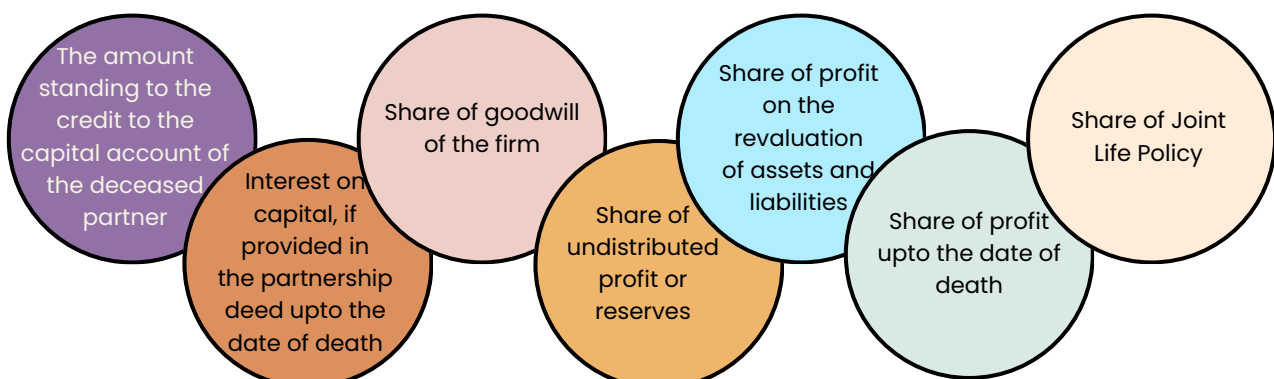 The amount
standing to the
credit to the
capital account of
the deceased
partner
Interest on
capital, if
provided in
the partnership
deed upto the
date of death
Share of goodwill
of the firm
Share of
undistributed
profit or
reserves
Share of profit
on the
revaluation
of assets and
liabilities
Share of profit
upto the date of
death
Share of Joint
Life Policy